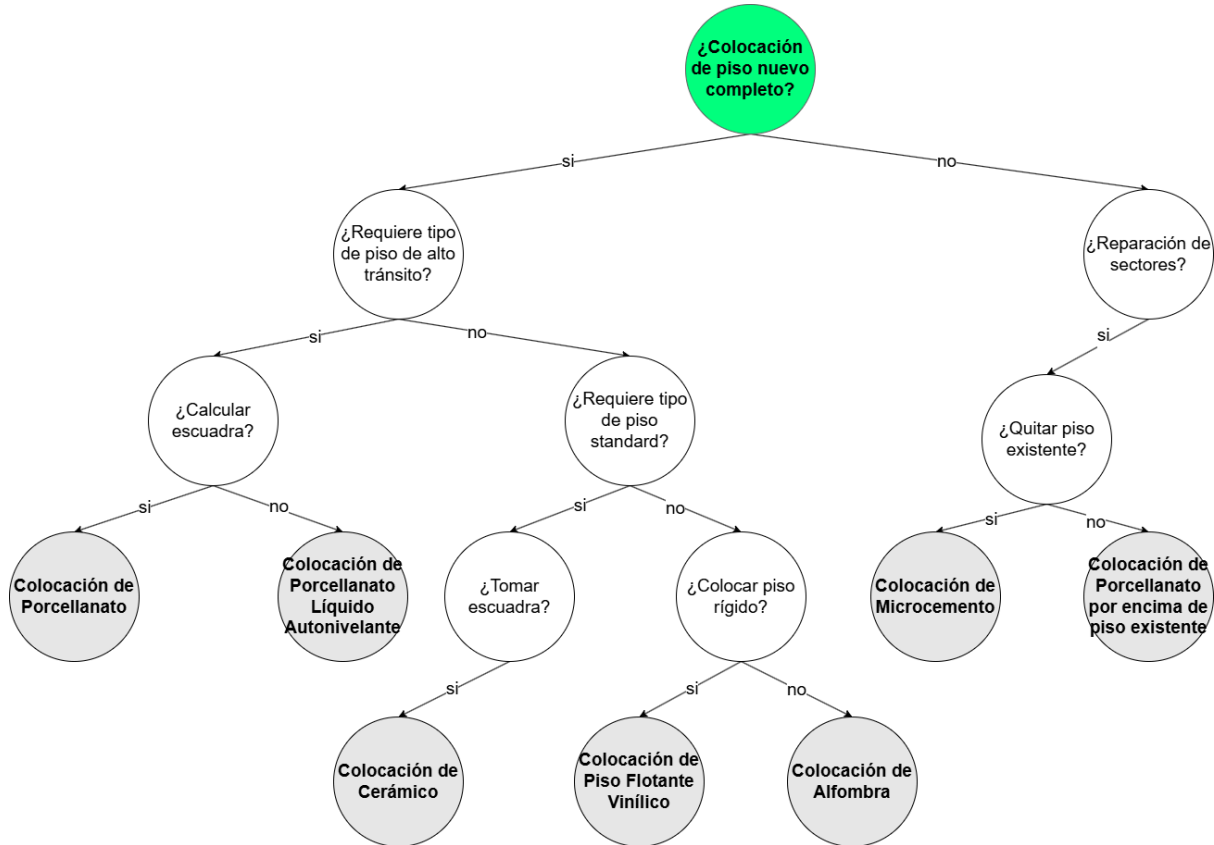 ¿Colocación
de piso nuevo
completo?
si
no
¿Requiere tipo
de piso de alto
tránsito?
¿Reparación de
sectores?
si
no
si
¿Calcular
escuadra?
¿Requiere tipo
de piso
standard?
¿Quitar piso
existente?
si
no
si
no
si
no
Colocación de
Porcellanato
Colocación de
Porcellanato
Líquido
Autonivelante
¿Tomar
escuadra?
¿Colocar piso
rígido?
Colocación de
Microcemento
Colocación de
Porcellanato
por encima de
piso existente
si
si
no
Colocación de
Cerámico
Colocación de
Piso Flotante
Vinílico
Colocación de
Alfombra